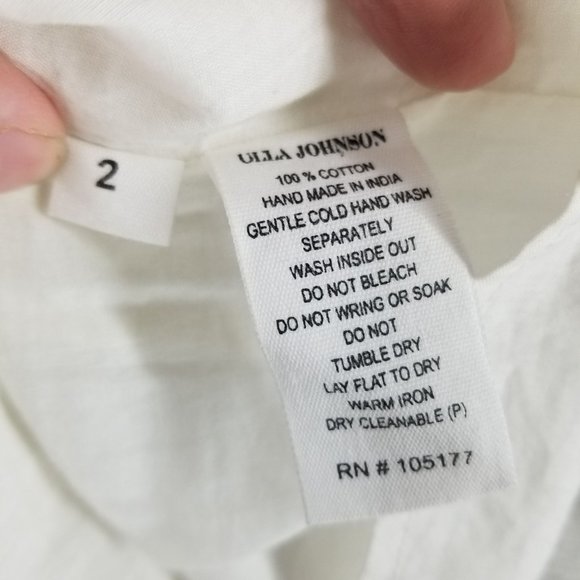 2
ULLA JOHNSON
100 % COTTON
HAND MADE IN INDIA
GENTLE COLD HAND WASH
SEPARATELY
WASH INSIDE OUT
DO NOT BLEACH
DO NOT WRING OR SOAK
DO NOT
TUMBLE DRY
LAY FLAT TO DRY
WARM IRON
DRY CLEANABLE (P)
RN # 105177